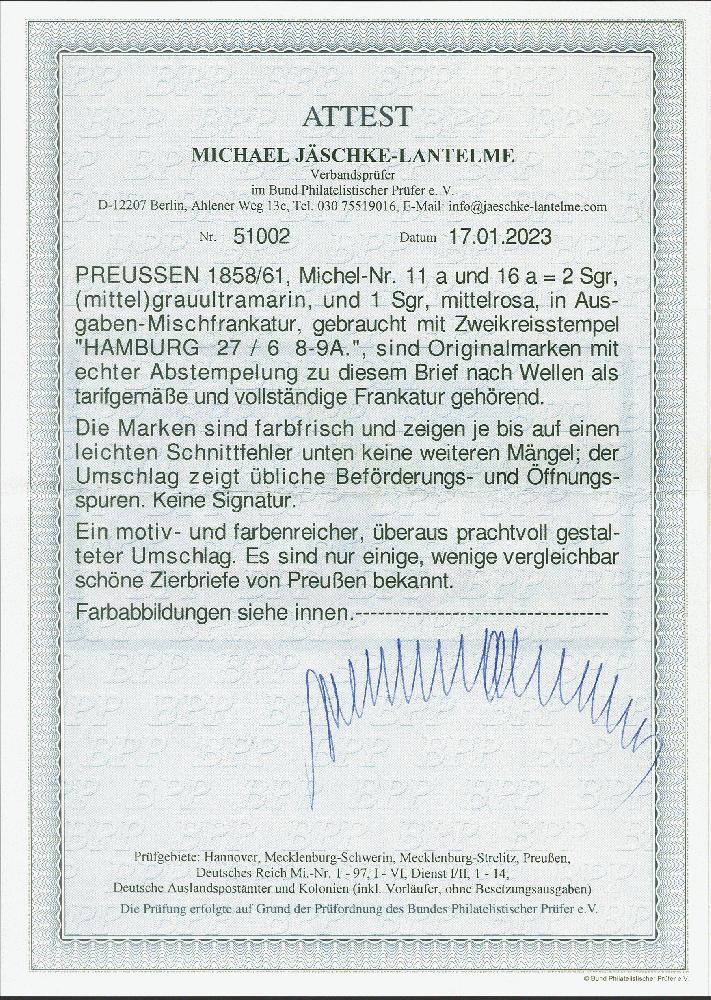 ATTEST
MICHAEL JÄSCHKE-LANTELME
Verbandsprüfer
im Bund Philatelistischer Prüfer e. V.
D-12207 Berlin, Ahlener Weg 13c, Tel. 030 75519016, E-Mail: info@jaeschke-lantelme.com
Nr. 51002 Datum 17.01.2023
PREUSSEN 1858/61, Michel-Nr. 11 a und 16 a = 2 Sgr,
(mittel)grauultramarin, und 1 Sgr, mittelrosa, in Aus-
gaben-Mischfrankatur, gebraucht mit Zweikreisstempel
"HAMBURG 27 / 6 8-9A.", sind Originalmarken mit
echter Abstempelung zu diesem Brief nach Wellen als
tarifgemäße und vollständige Frankatur gehörend.
Die Marken sind farbfrisch und zeigen je bis auf einen
leichten Schnittfehler unten keine weiteren Mängel; der
Umschlag zeigt übliche Beförderungs- und Öffnungs-
spuren. Keine Signatur.
Ein motiv- und farbenreicher, überaus prachtvoll gestal-
teter Umschlag. Es sind nur einige, wenige vergleichbar
schöne Zierbriefe von Preußen bekannt.
Farbabbildungen siehe innen.---------------------------------
Prüfgebiete: Hannover, Mecklenburg-Schwerin, Mecklenburg-Strelitz, Preußen,
Deutsches Reich Mi.-Nr. 1 - 97, I - VI, Dienst I/II, 1 - 14,
Deutsche Auslandspostämter und Kolonien (inkl. Vorläufer, ohne Besetzungsausgaben)
Die Prüfung erfolgte auf Grund der Prüfordnung des Bundes Philatelistischer Prüfer e.V.
© Bund Philatelistischer Prüfer e.V.